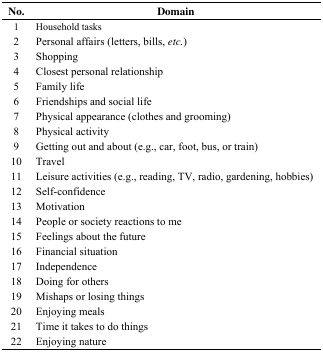 No. Domain
1 Household tasks
2 Personal affairs (letters, bills, etc.)
3 Shopping
4 Closest personal relationship
5 Family life
6 Friendships and social life
7 Physical appearance (clothes and grooming)
8 Physical activity
9 Getting out and about (e.g., car, foot, bus, or train)
10 Travel
11 Leisure activities (e.g., reading, TV, radio, gardening, hobbies)
12 Self-confidence
13 Motivation
14 People or society reactions to me
15 Feelings about the future
16 Financial situation
17 Independence
18 Doing for others
19 Mishaps or losing things
20 Enjoying meals
21 Time it takes to do things
22 Enjoying nature